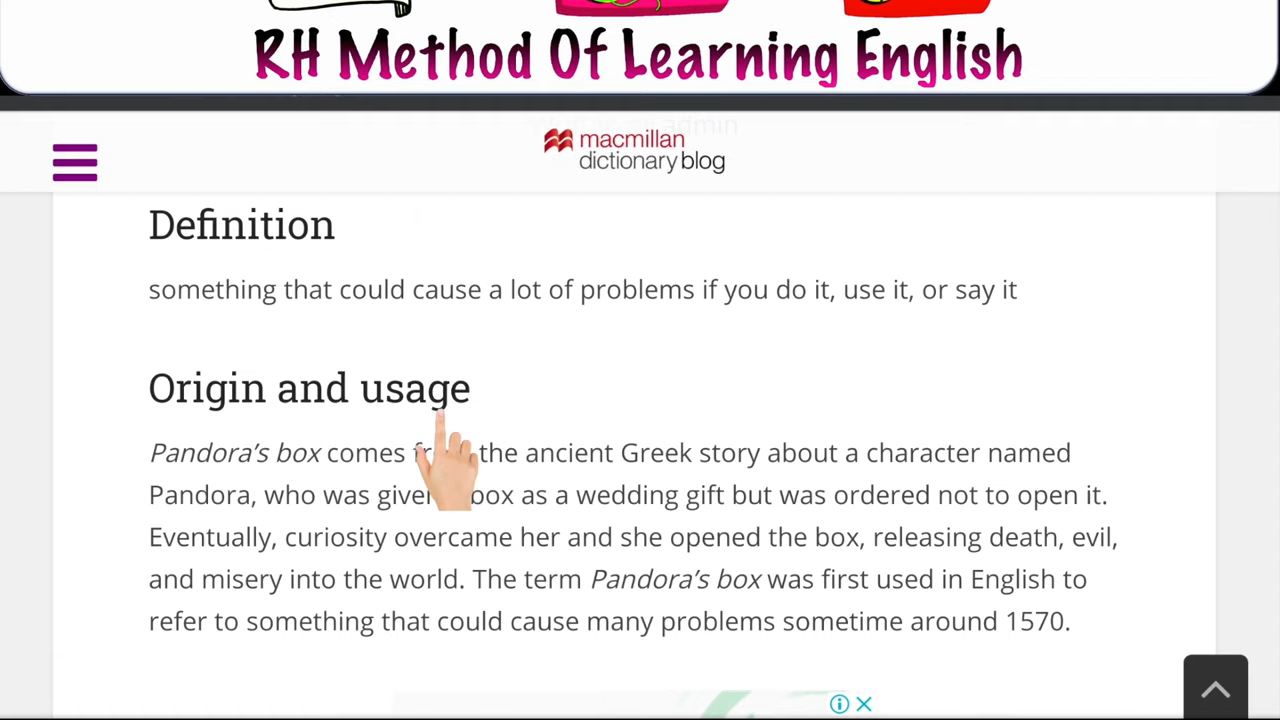 RH Method Of Learning English
macmillan
dictionary blog
Definition
something that could cause a lot of problems if you do it, use it, or say it
Origin and usage
Pandora's box comes the ancient Greek story about a character named
Pandora, who was given box as a wedding gift but was ordered not to open it.
Eventually, curiosity overcame her and she opened the box, releasing death, evil,
and misery into the world. The term Pandora's box was first used in English to
refer to something that could cause many problems sometime around 1570.